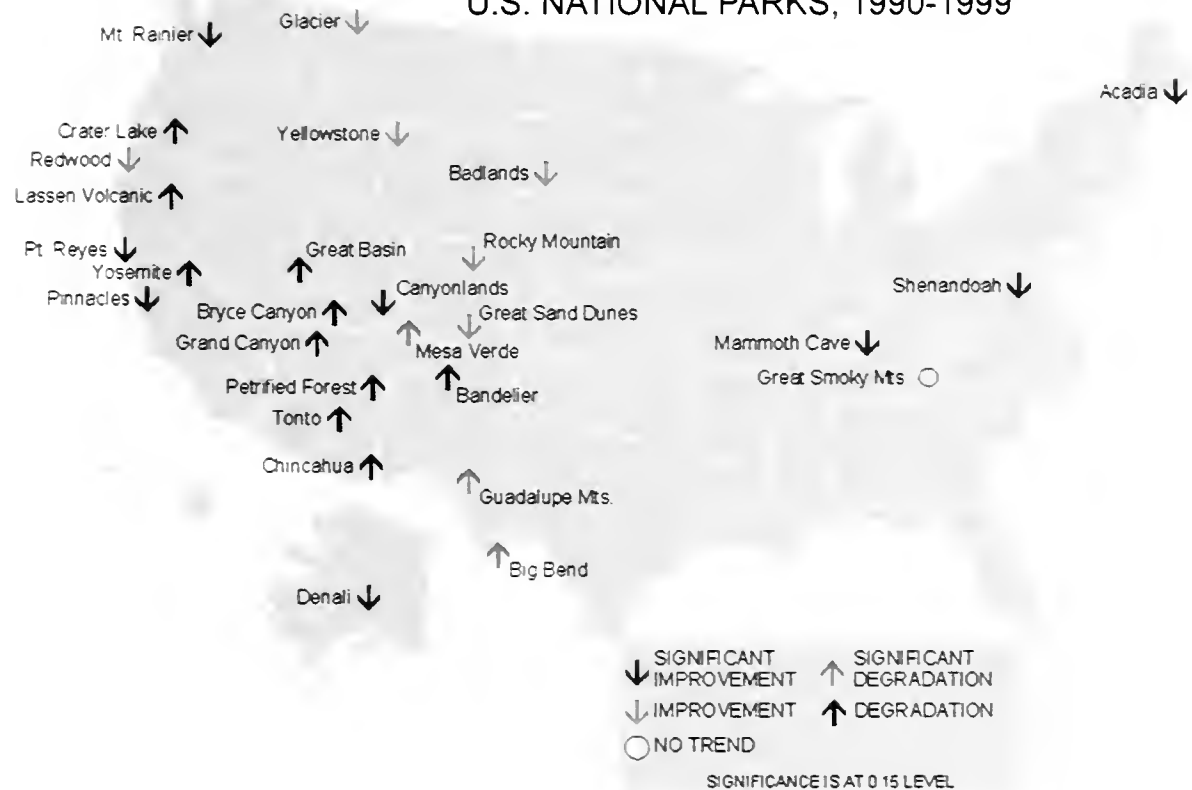 U.S. NATIONAL PARKS, 1990-1999
Glacier
Mt. Rainier
Acadia
Crater Lake
Yellowstone
Redwood
Badlands
Lassen Volcanic
Pt. Reyes
Great Basin
Rocky Mountain
Yosemite
Canyonlands
Shenandoah
Pinnacles
Bryce Canyon
Great Sand Dunes
Grand Canyon
Mesa Verde
Mammoth Cave
Great Smoky Mts
Petrified Forest
Bandelier
Tonto
Chincahua
Guadalupe Mts.
Big Bend
Denali
SIGNIFICANT
IMPROVEMENT
SIGNIFICANT
DEGRADATION
IMPROVEMENT
DEGRADATION
NO TREND
SIGNIFICANCE IS AT 0.15 LEVEL